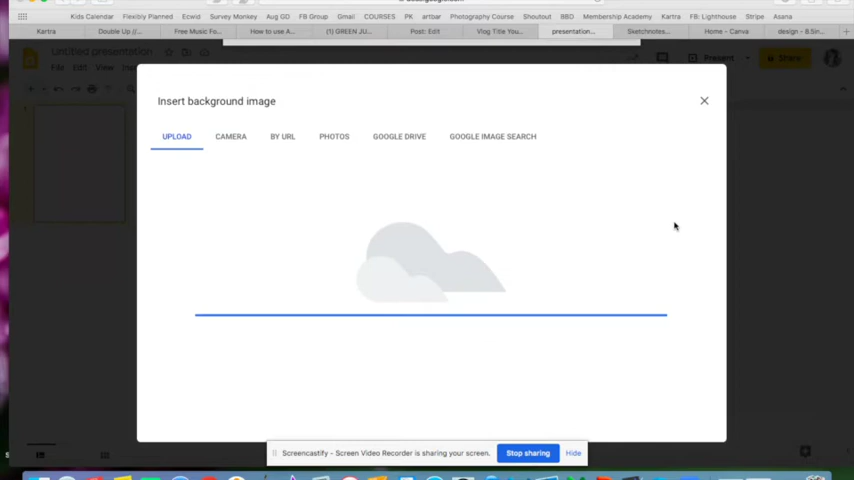 Kids Calendar Flexibly Planned Ecwid Survey Monkey Aug GO FB Group Gmail COURSES PK artbar Photography Course Shoutout BBD Membership Academy Kartra FB: Lighthouse Stripe Asana
Kartra Double Up (/... Free Music Fo... How to use A... (1) GREEN JU... Post: Edit Vlog Title You... presentation... Sketchnotes... Home - Canva design - B.Sin...
Untitled presentation
File Edit View
Present Share
Insert background image
UPLOAD CAMERA BY URL PHOTOS GOOGLE DRIVE GOOGLE IMAGE SEARCH
Screencastify - Screen Video Recorder is sharing your screen. Stop sharing Hide